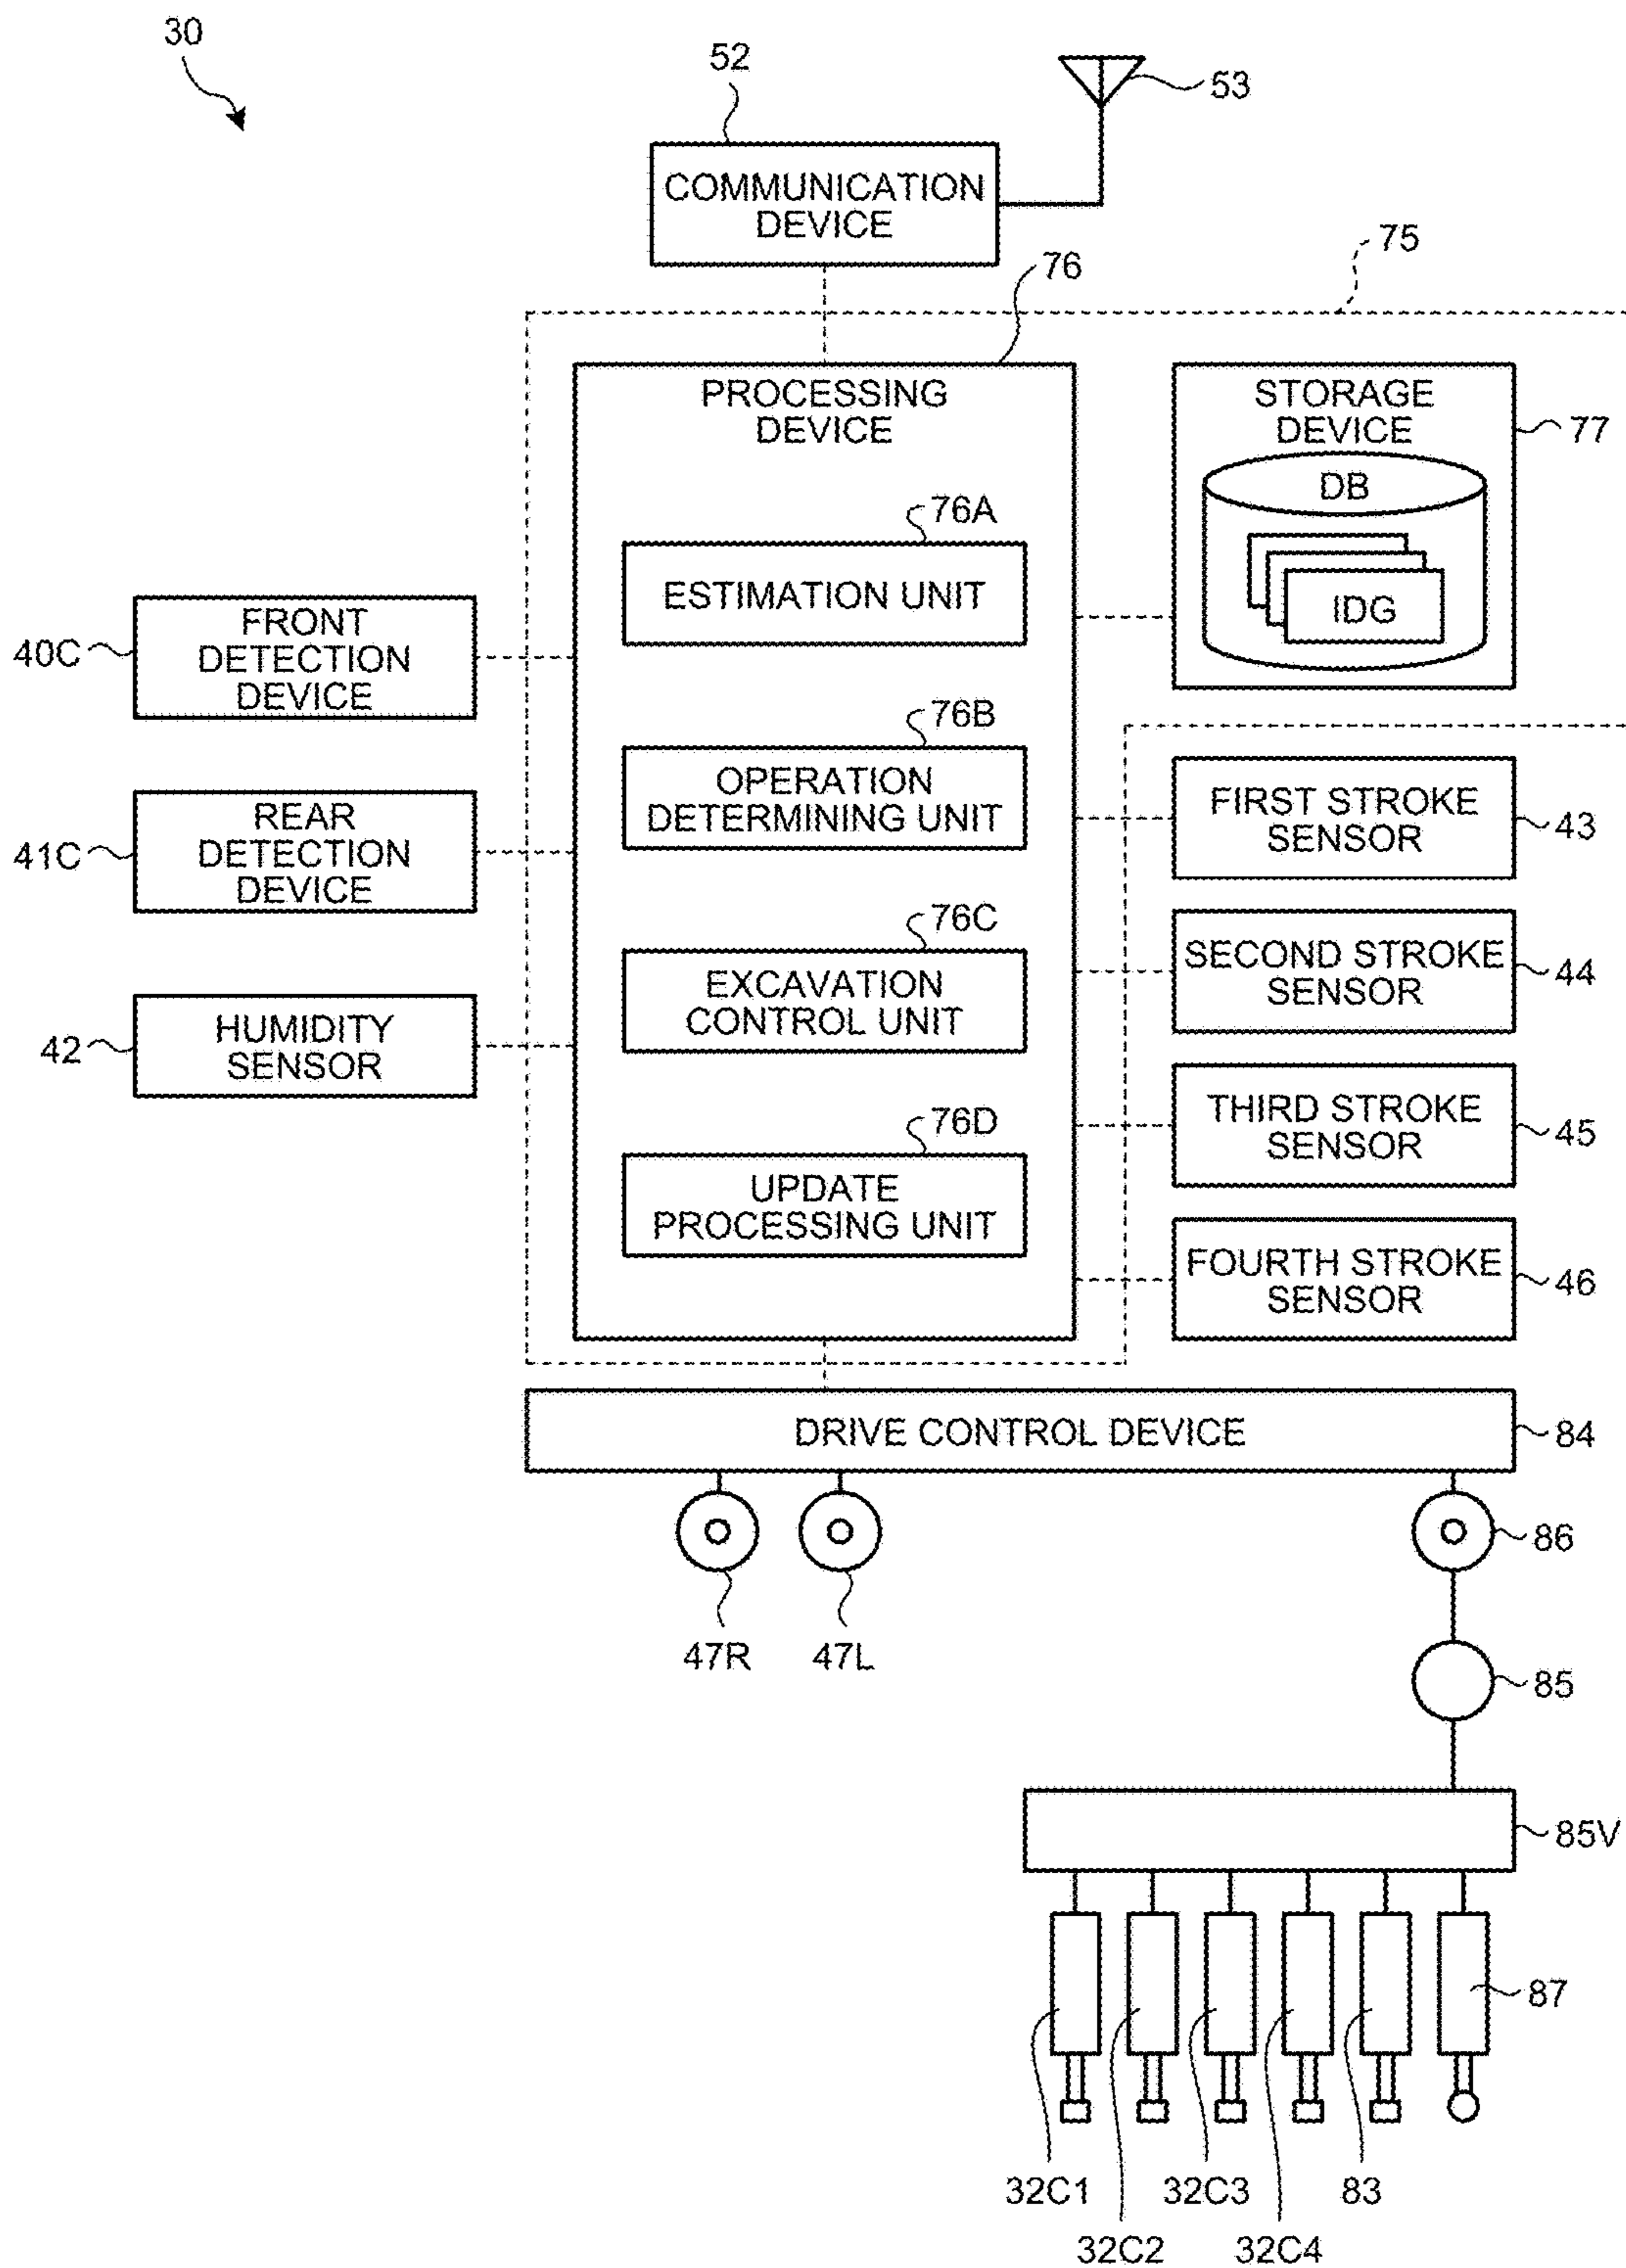 30
52
53
COMMUNICATION
DEVICE
75
76
PROCESSING
DEVICE
STORAGE
DEVICE
77
DB
IDG
76A
ESTIMATION UNIT
40C
FRONT
DETECTION
DEVICE
76B
OPERATION
DETERMINING UNIT
FIRST STROKE
SENSOR
43
41C
REAR
DETECTION
DEVICE
76C
EXCAVATION
CONTROL UNIT
SECOND STROKE
SENSOR
44
42
HUMIDITY
SENSOR
THIRD STROKE
SENSOR
45
76D
UPDATE
PROCESSING UNIT
FOURTH STROKE
SENSOR
46
DRIVE CONTROL DEVICE
84
86
47R
47L
85
85V
87
32C1
32C3
83
32C2
32C4